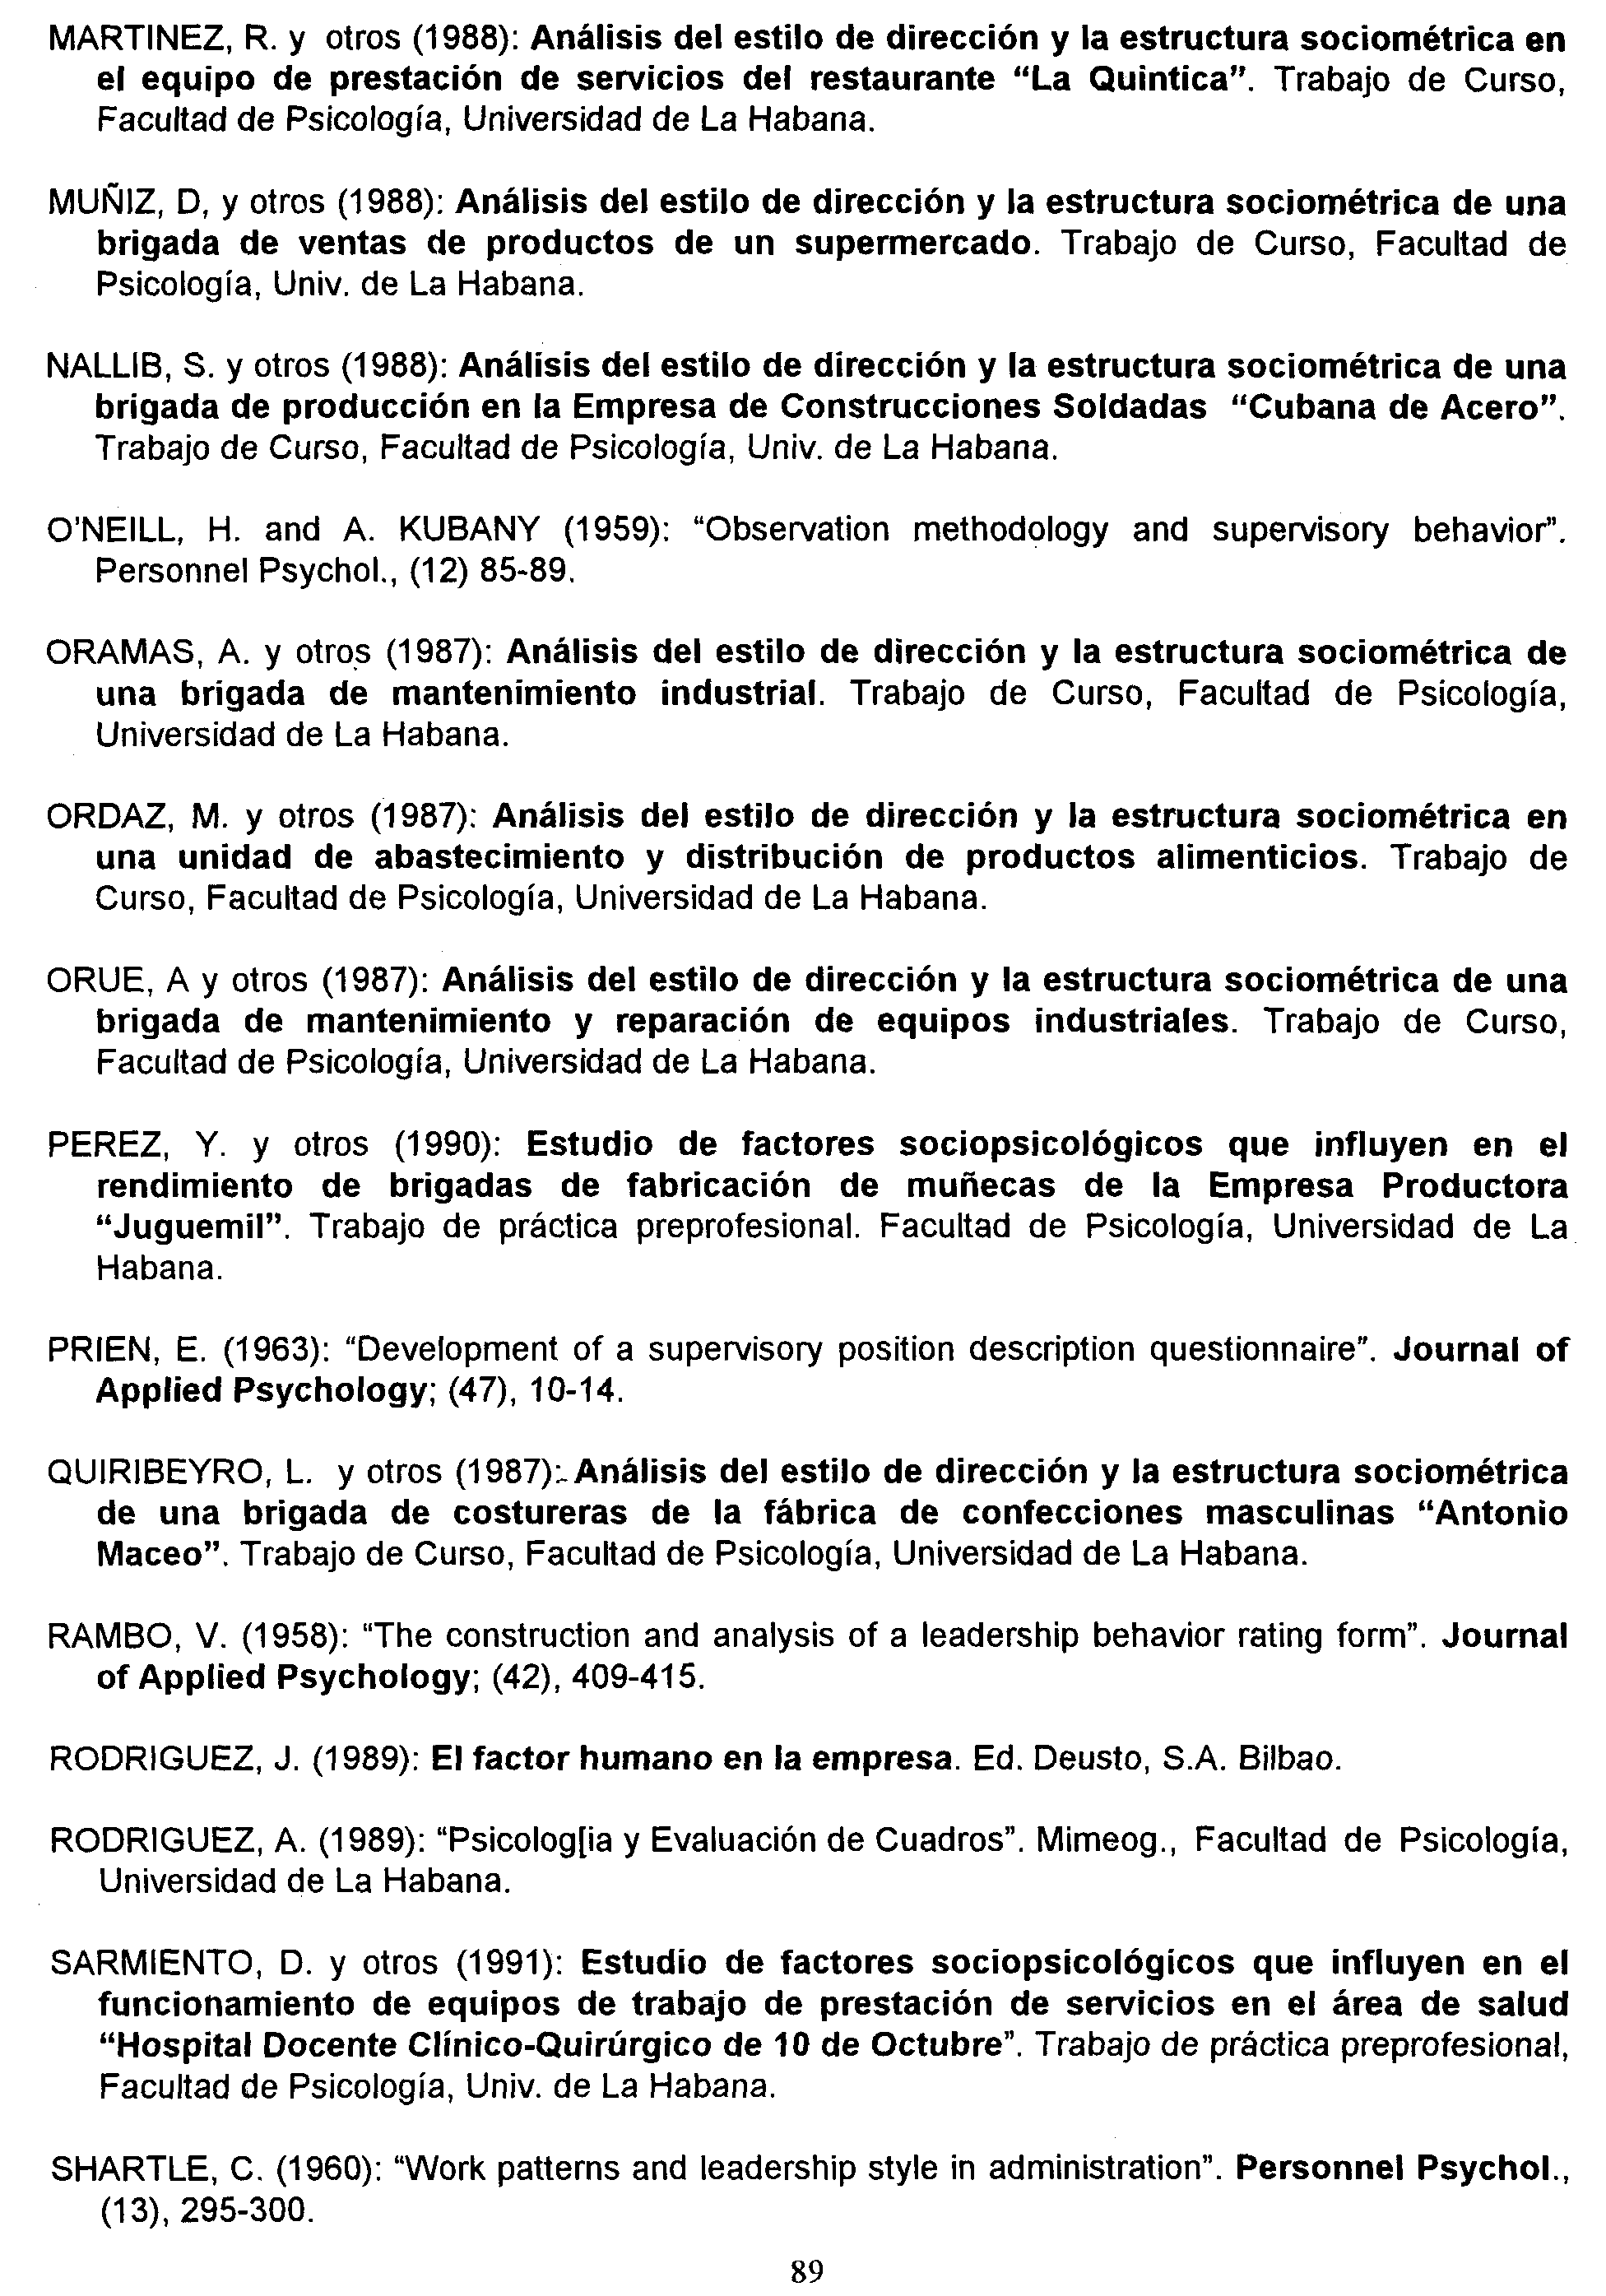 MARTINEZ, R. y otros (1988): Análisis del estilo de dirección y la estructura sociométrica en
el equipo de prestación de servicios del restaurante “La Quintica”. Trabajo de Curso,
Facultad de Psicología, Universidad de La Habana.
MUÑIZ, D, y otros (1988): Análisis del estilo de dirección y la estructura sociométrica de una
brigada de ventas de productos de un supermercado. Trabajo de Curso, Facultad de
Psicología, Univ. de La Habana.
NALLIB, S. y otros (1988): Análisis del estilo de dirección y la estructura sociométrica de una
brigada de producción en la Empresa de Construcciones Soldadas “Cubana de Acero”.
Trabajo de Curso, Facultad de Psicología, Univ. de La Habana.
O'NEILL, H. and A. KUBANY (1959): “Observation methodology and supervisory behavior”.
Personnel Psychol., (12) 85-89.
ORAMAS, A. y otros (1987): Análisis del estilo de dirección y la estructura sociométrica de
una brigada de mantenimiento industrial. Trabajo de Curso, Facultad de Psicología,
Universidad de La Habana.
ORDAZ, M. y otros (1987): Análisis del estilo de dirección y la estructura sociométrica en
una unidad de abastecimiento y distribución de productos alimenticios. Trabajo de
Curso, Facultad de Psicología, Universidad de La Habana.
ORUE, A y otros (1987): Análisis del estilo de dirección y la estructura sociométrica de una
brigada de mantenimiento y reparación de equipos industriales. Trabajo de Curso,
Facultad de Psicología, Universidad de La Habana.
PEREZ, Y. y otros (1990): Estudio de factores sociopsicológicos que influyen en el
rendimiento de brigadas de fabricación de muñecas de la Empresa Productora
“Juguemil”. Trabajo de práctica preprofesional. Facultad de Psicología, Universidad de La
Habana.
PRIEN, E. (1963): “Development of a supervisory position description questionnaire”. Journal of
Applied Psychology; (47), 10-14.
QUIRIBEYRO, L. y otros (1987): Análisis del estilo de dirección y la estructura sociométrica
de una brigada de costureras de la fábrica de confecciones masculinas “Antonio
Maceo”. Trabajo de Curso, Facultad de Psicología, Universidad de La Habana.
RAMBO, V. (1958): “The construction and analysis of a leadership behavior rating form”. Journal
of Applied Psychology; (42), 409-415.
RODRIGUEZ, J. (1989): El factor humano en la empresa. Ed. Deusto, S.A. Bilbao.
RODRIGUEZ, A. (1989): “Psicolog[ia y Evaluación de Cuadros”. Mimeog., Facultad de Psicología,
Universidad de La Habana.
SARMIENTO, D. y otros (1991): Estudio de factores sociopsicológicos que influyen en el
funcionamiento de equipos de trabajo de prestación de servicios en el área de salud
“Hospital Docente Clínico-Quirúrgico de 10 de Octubre”. Trabajo de práctica preprofesional,
Facultad de Psicología, Univ. de La Habana.
SHARTLE, C. (1960): “Work patterns and leadership style in administration”. Personnel Psychol.,
(13), 295-300.
89